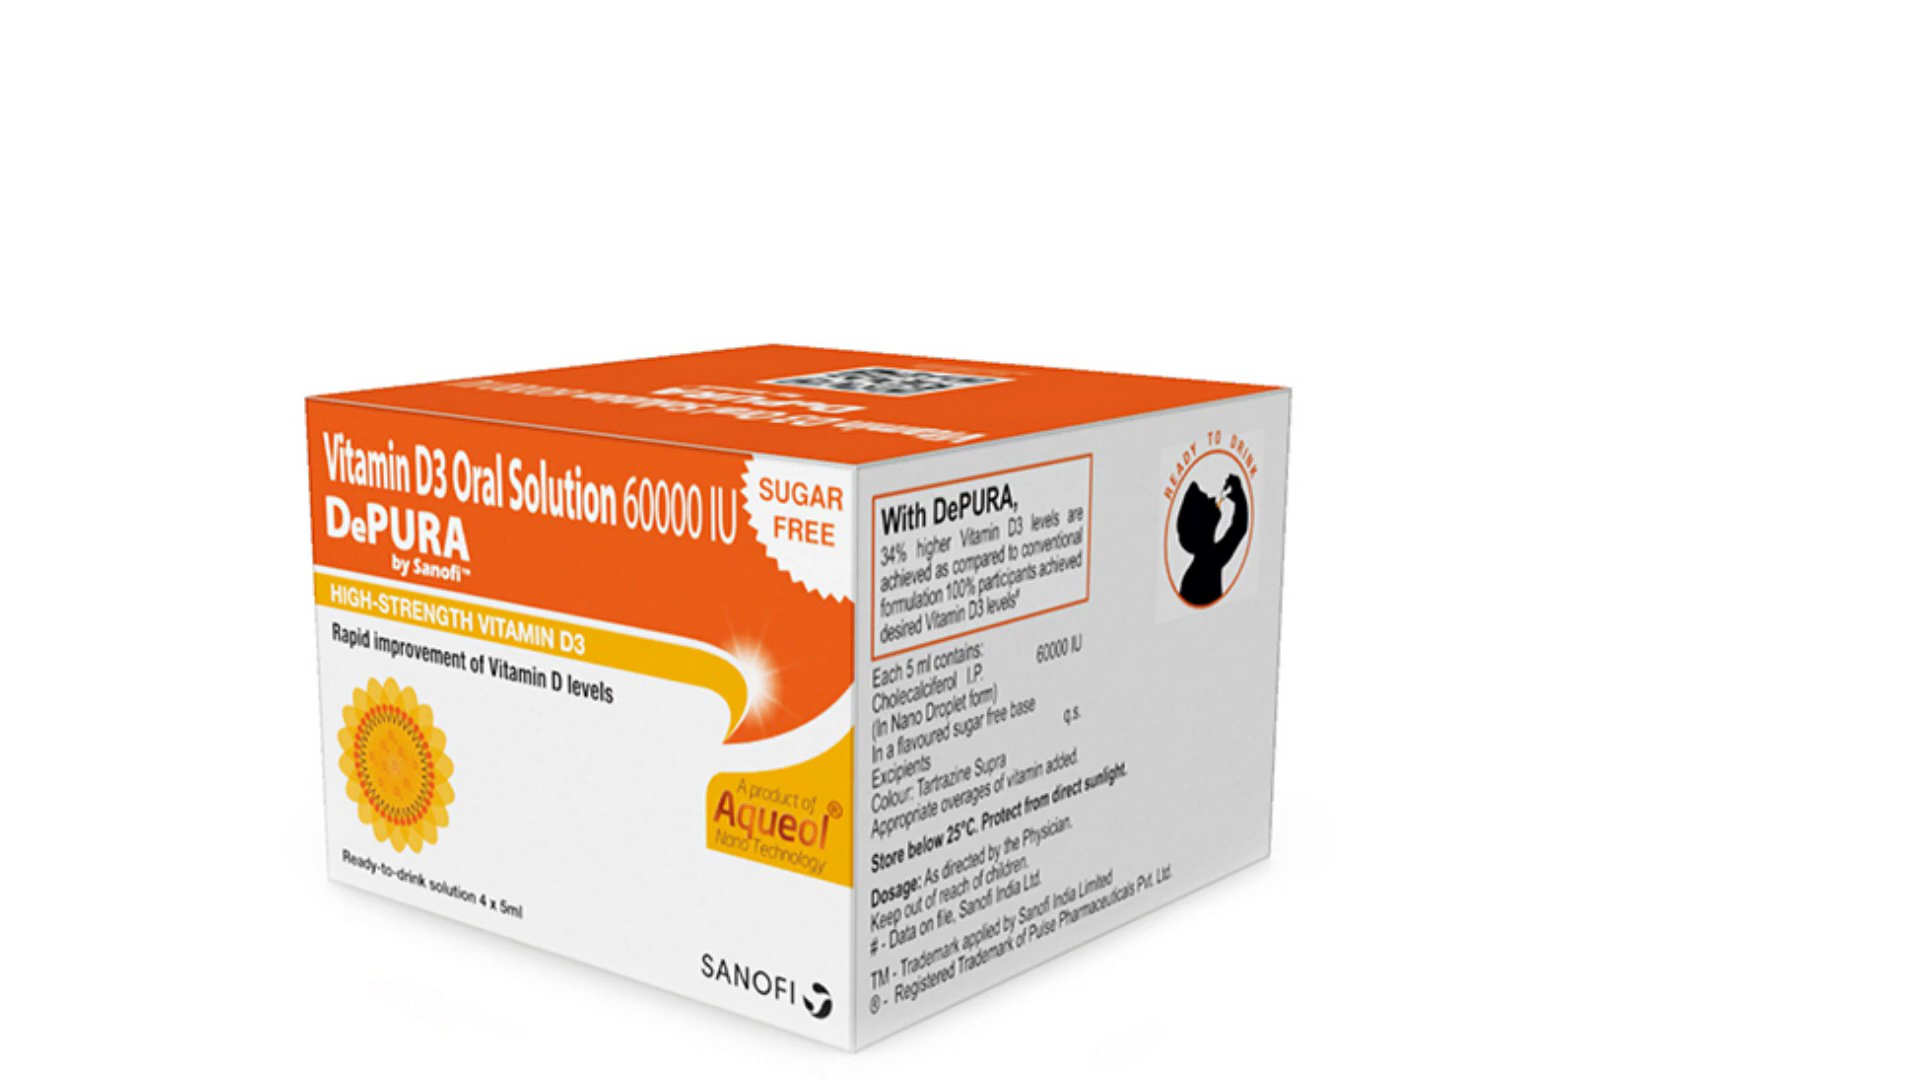 Vitamin D3 Oral Solution 60000 IU
DePURA
by Sanofi™
SUGAR
FREE
HIGH-STRENGTH VITAMIN D3
Rapid improvement of Vitamin D levels
A product of
Aqueol®
Nano Technology
Ready-to-drink solution 4 x 5ml
SANOFI
Vitamin D3 Oral Solution
DePURA
With DePURA,
34% higher Vitamin D3 levels are
achieved as compared to conventional
formulation 100% participants achieved
desired Vitamin D3 levels#
READY TO DRINK
Each 5 ml contains:
Cholecalciferol I.P. 60000 IU
(In Nano Droplet form)
In a flavoured sugar free base
Excipients q.s.
Colour: Tartrazine Supra
Appropriate overages of vitamin added.
Store below 25°C. Protect from direct sunlight.
Dosage: As directed by the Physician.
Keep out of reach of children.
# - Data on file, Sanofi India Ltd.
TM - Trademark applied by Sanofi India Limited
® - Registered Trademark of Pulse Pharmaceuticals Pvt. Ltd.